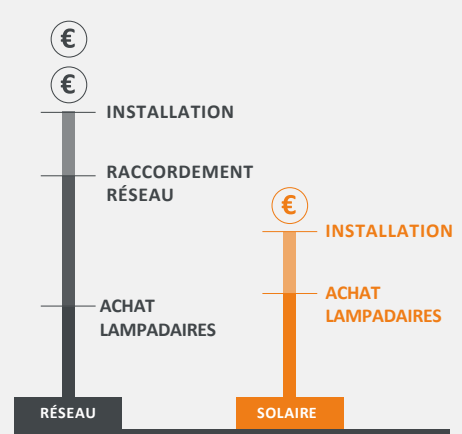 €
€
INSTALLATION
RACCORDEMENT
RÉSEAU
ACHAT
LAMPADAIRES
RÉSEAU
€
INSTALLATION
ACHAT
LAMPADAIRES
SOLAIRE